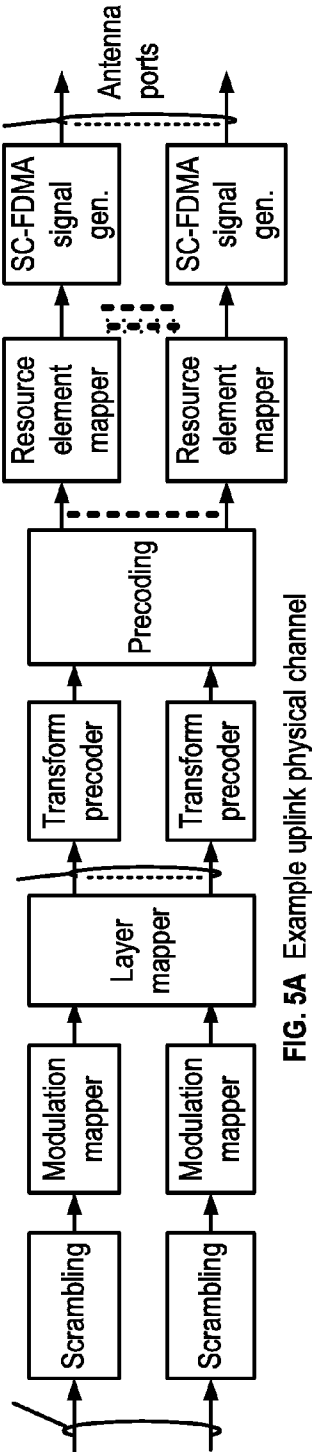 Scrambling
Scrambling
Modulation
mapper
Modulation
mapper
Layer
mapper
Transform
precoder
Transform
precoder
Precoding
Resource
element
mapper
Resource
element
mapper
SC-FDMA
signal
gen.
SC-FDMA
signal
gen.
Antenna
ports
FIG. 5A Example uplink physical channel